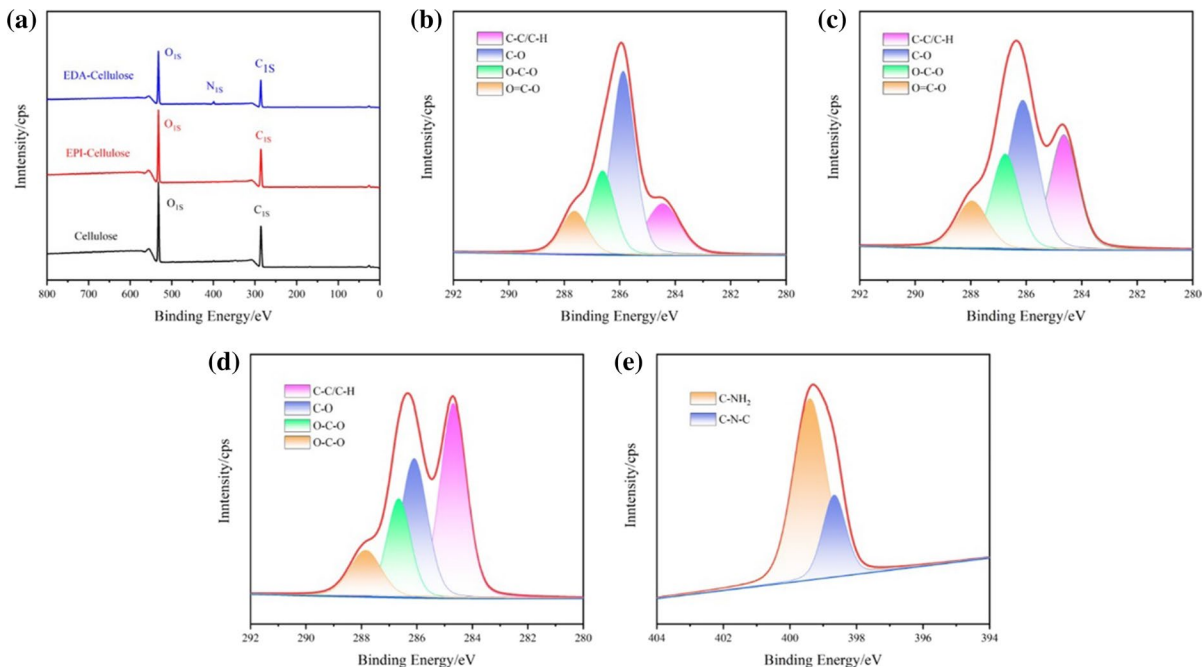 (a)
Inntensity/cps
EDA-Cellulose
O1S
N1S
C1S
EPI-Cellulose
O1S
C1S
Cellulose
O1S
C1S
800 700 600 500 400 300 200 100 0
Binding Energy/eV
(b)
Inntensity/cps
C-C/C-H
C-O
O-C-O
O=C-O
292 290 288 286 284 282 280
Binding Energy/eV
(c)
Inntensity/cps
C-C/C-H
C-O
O-C-O
O=C-O
292 290 288 286 284 282 280
Binding Energy/eV
(d)
Inntensity/cps
C-C/C-H
C-O
O-C-O
O-C-O
292 290 288 286 284 282 280
Binding Energy/eV
(e)
Inntensity/cps
C-NH2
C-N-C
404 402 400 398 396 394
Binding Energy/eV